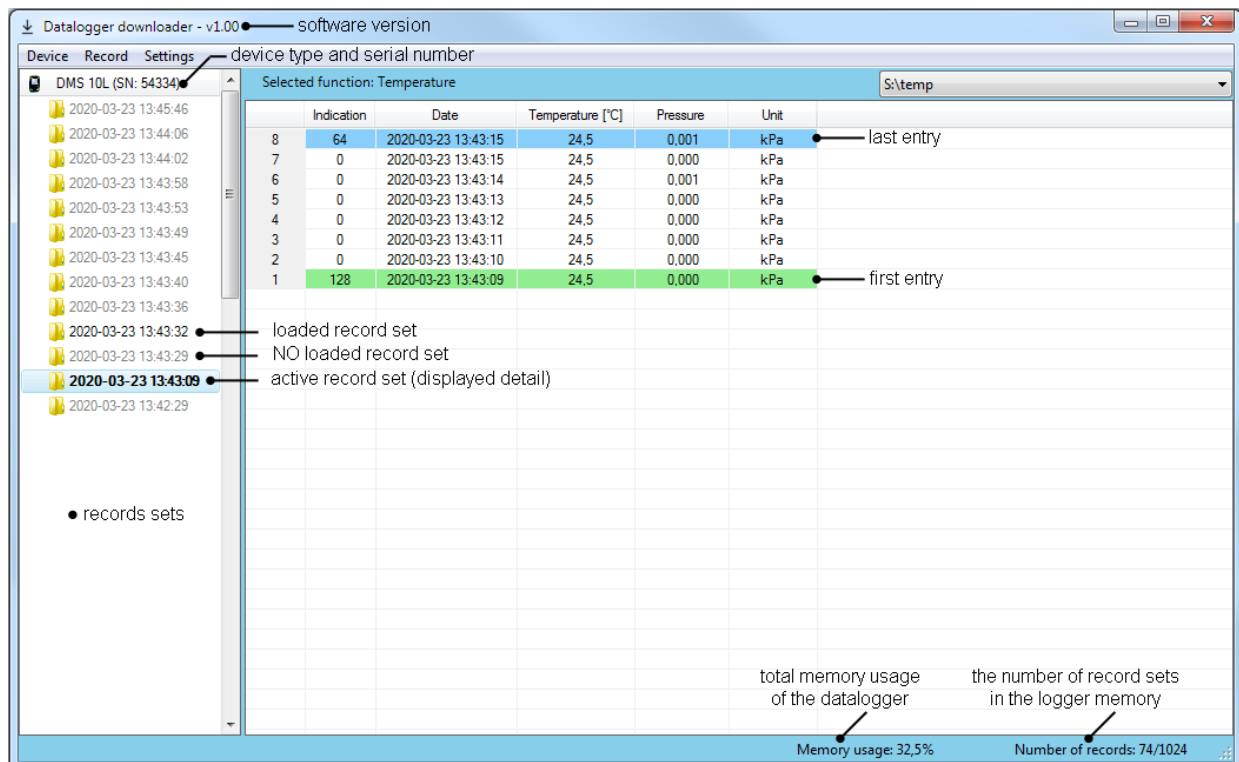 Datalogger downloader - v1.00 software version
Device Record Settings device type and serial number
DMS 10L (SN: 54334) Selected function: Temperature S:\temp
2020-03-23 13:45:46
2020-03-23 13:44:06
2020-03-23 13:44:02
2020-03-23 13:43:58
2020-03-23 13:43:53
2020-03-23 13:43:49
2020-03-23 13:43:45
2020-03-23 13:43:40
2020-03-23 13:43:36
2020-03-23 13:43:32 loaded record set
2020-03-23 13:43:29 NO loaded record set
2020-03-23 13:43:09 active record set (displayed detail)
2020-03-23 13:42:29
records sets
Indication Date Temperature [°C] Pressure Unit
8 64 2020-03-23 13:43:15 24,5 0,001 kPa last entry
7 0 2020-03-23 13:43:15 24,5 0,000 kPa
6 0 2020-03-23 13:43:14 24,5 0,001 kPa
5 0 2020-03-23 13:43:13 24,5 0,000 kPa
4 0 2020-03-23 13:43:12 24,5 0,000 kPa
3 0 2020-03-23 13:43:11 24,5 0,000 kPa
2 0 2020-03-23 13:43:10 24,5 0,000 kPa
1 128 2020-03-23 13:43:09 24,5 0,000 kPa first entry
total memory usage
of the datalogger
the number of record sets
in the logger memory
Memory usage: 32,5% Number of records: 74/1024